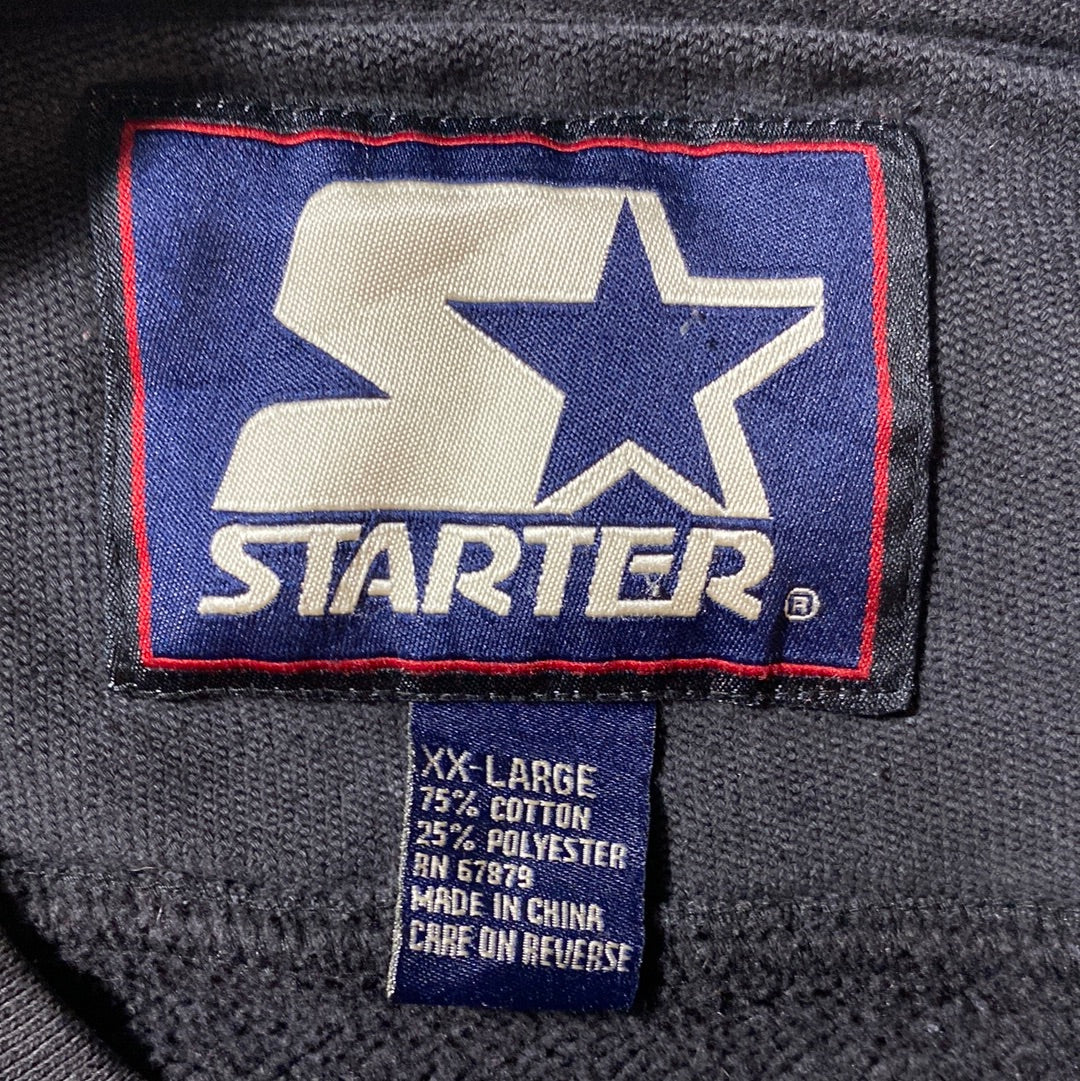 STARTER®
XX-LARGE
75% COTTON
25% POLYESTER
RN 67879
MADE IN CHINA
CARE ON REVERSE